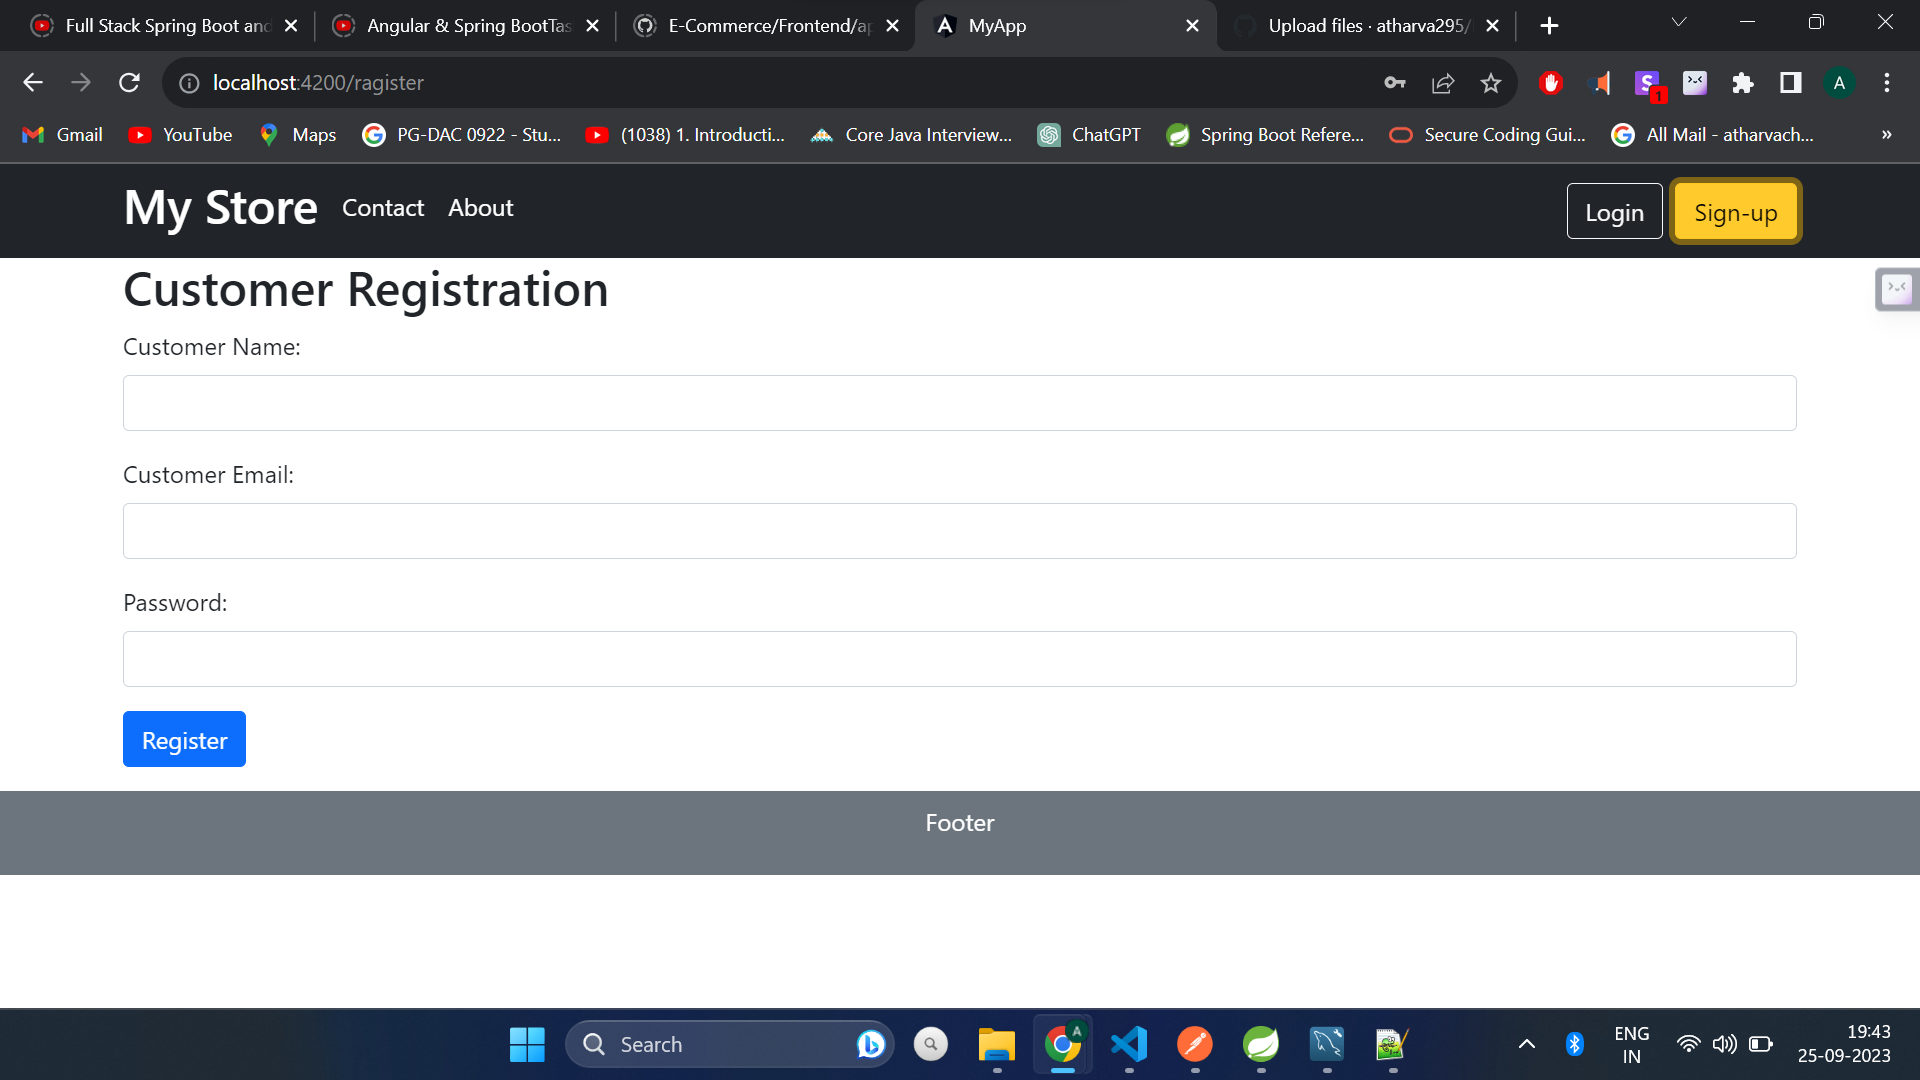 Full Stack Spring Boot and
Angular & Spring BootTas
E-Commerce/Frontend/ap
MyApp
Upload files · atharva295/
localhost:4200/ragister
S
1
A
Gmail
YouTube
Maps
PG-DAC 0922 - Stu...
(1038) 1. Introducti...
Core Java Interview...
ChatGPT
Spring Boot Refere...
Secure Coding Gui...
All Mail - atharvach...
»
My Store
Contact
About
Login
Sign-up
Customer Registration
Customer Name:
Customer Email:
Password:
Register
Footer
Search
A
ENG
IN
19:43
25-09-2023